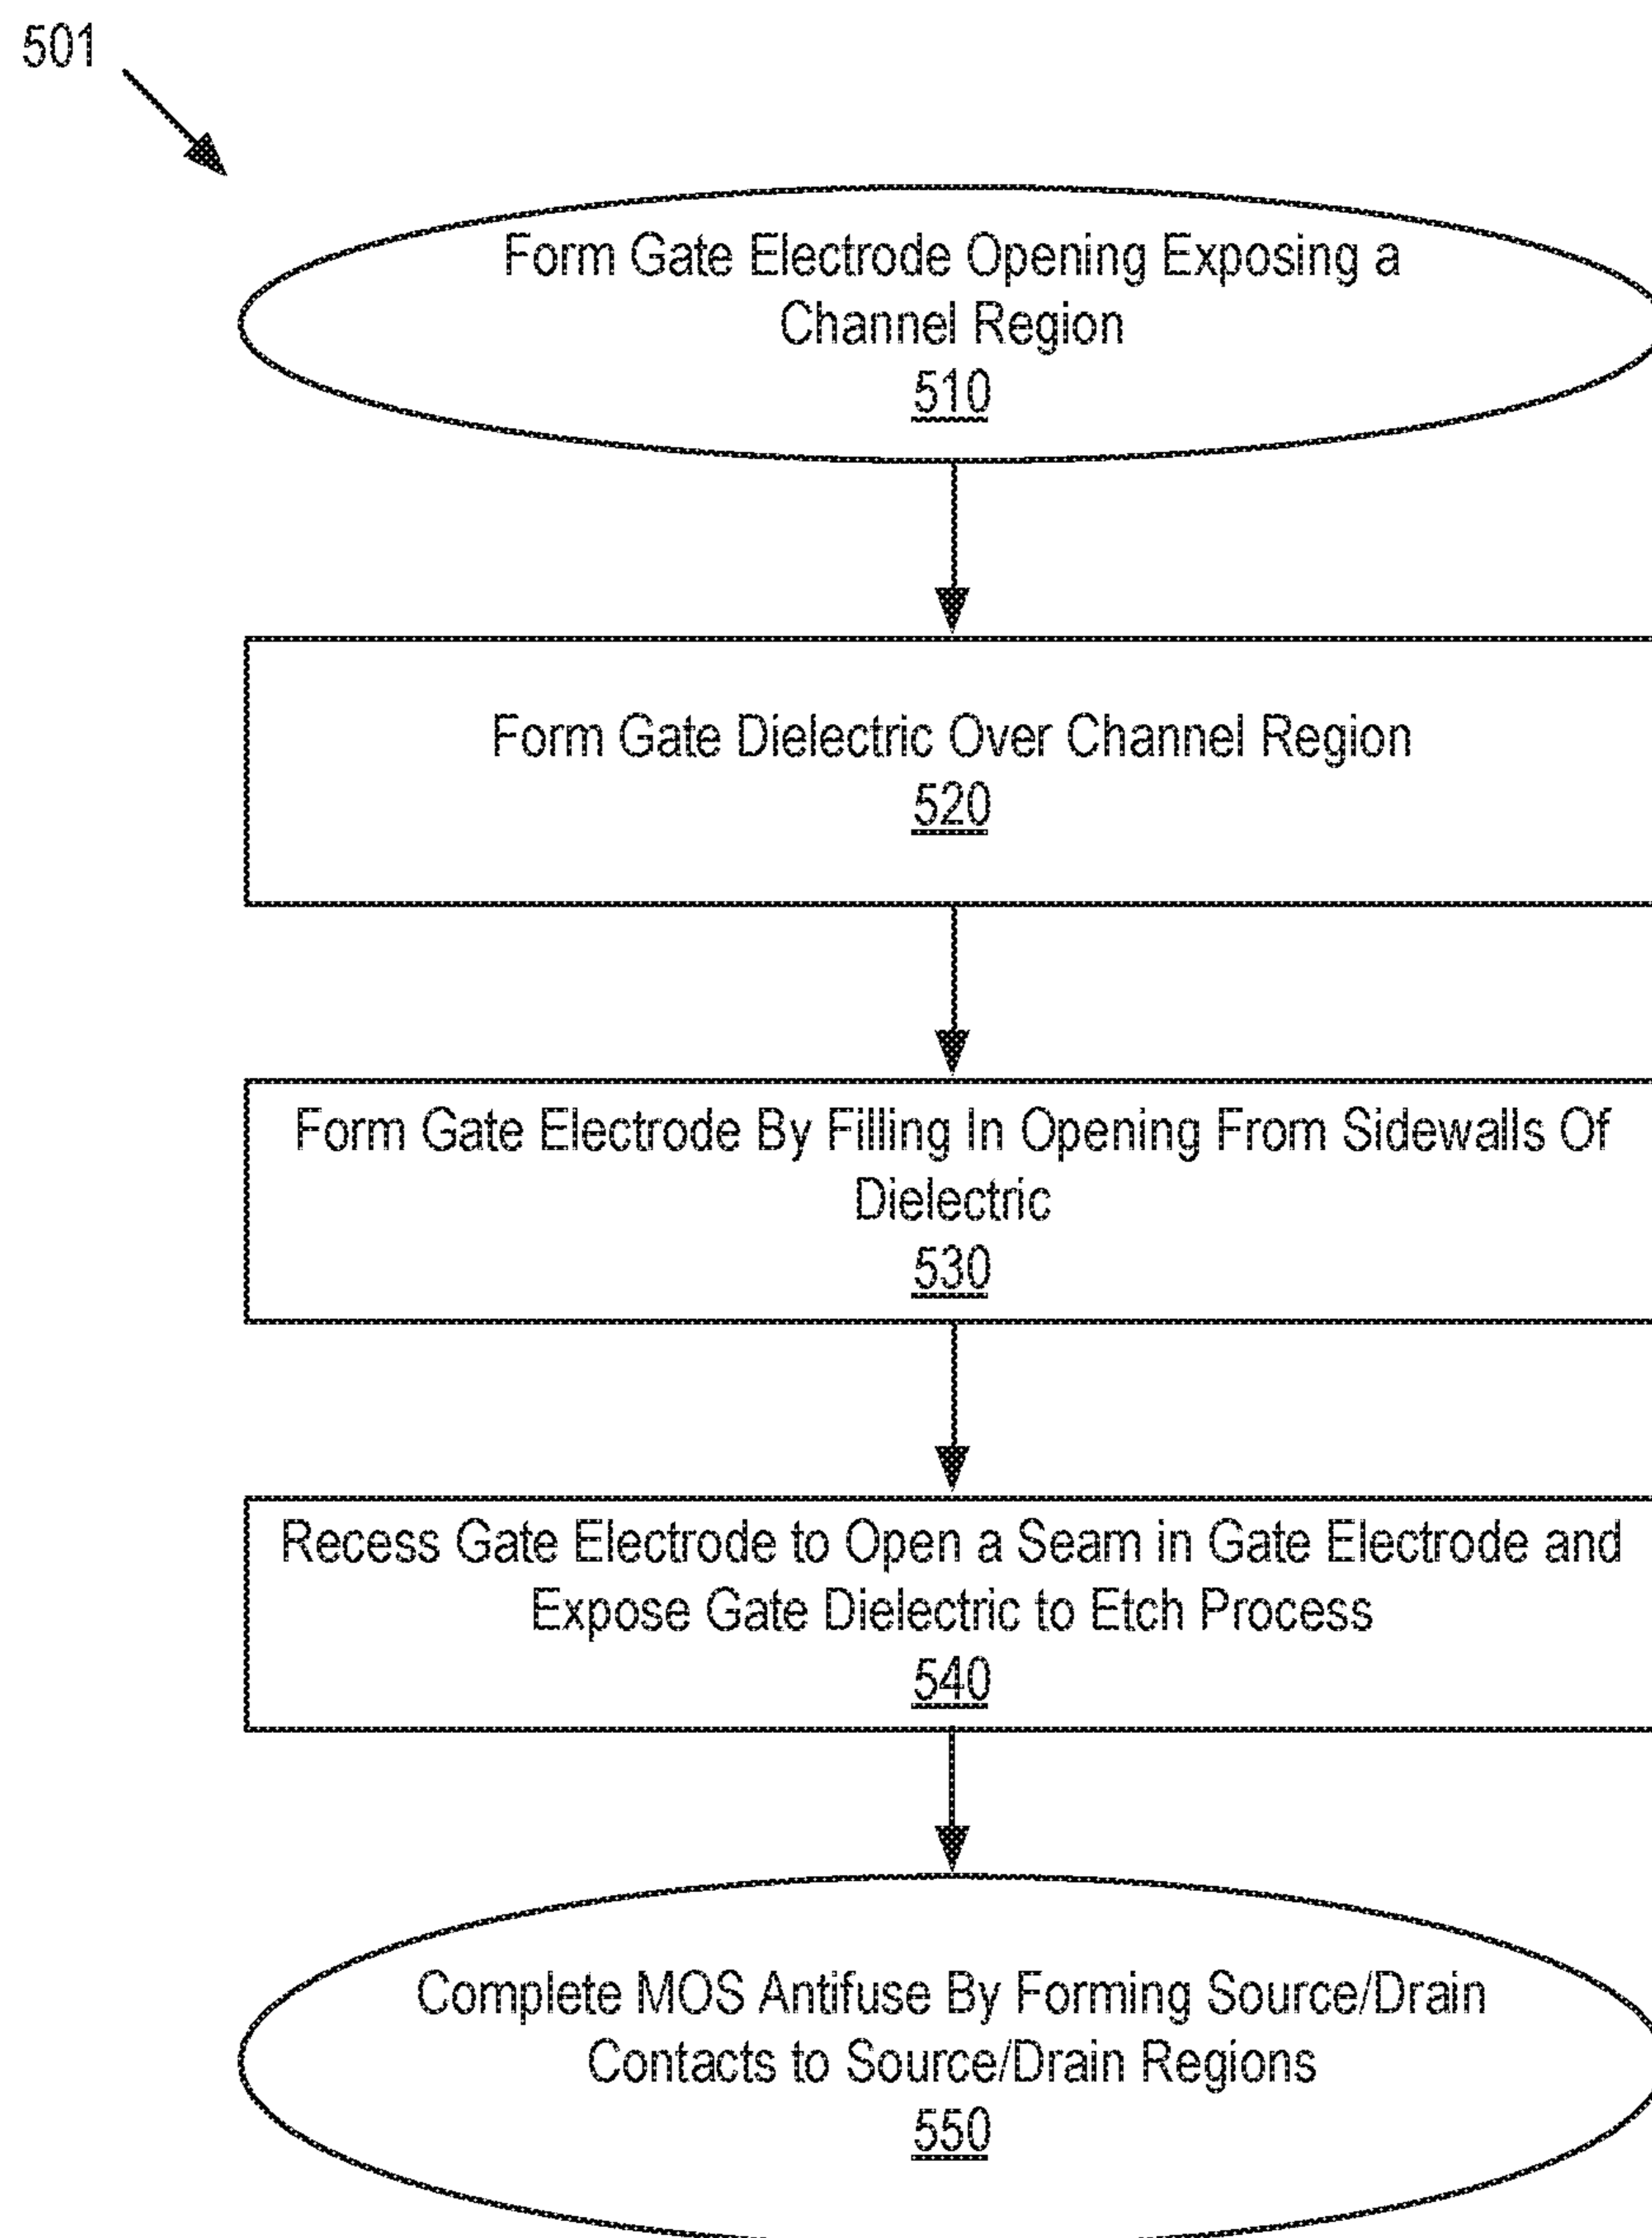 501
Form Gate Electrode Opening Exposing a
Channel Region
510
Form Gate Dielectric Over Channel Region
520
Form Gate Electrode By Filling In Opening From Sidewalls Of
Dielectric
530
Recess Gate Electrode to Open a Seam in Gate Electrode and
Expose Gate Dielectric to Etch Process
540
Complete MOS Antifuse By Forming Source/Drain
Contacts to Source/Drain Regions
550